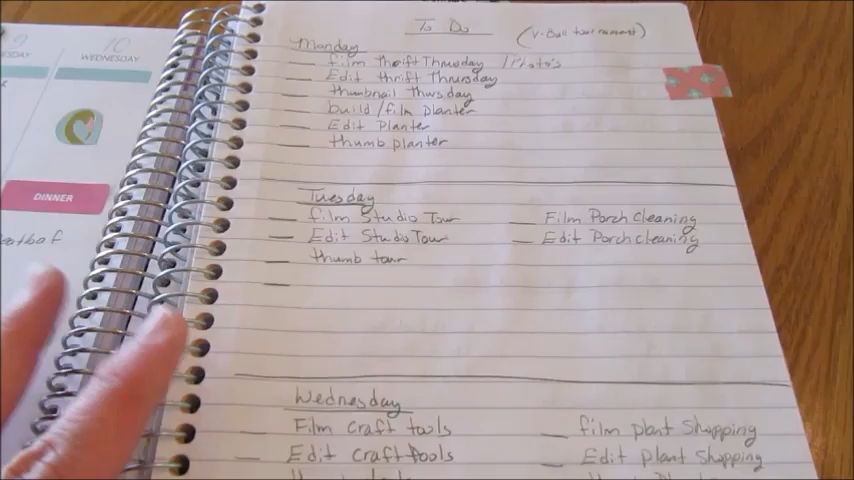 10
WEDNESDAY
DINNER
To Do
(V-Ball tournament)
Monday
film thrift Thursday / Photo's
Edit thrift Thursday
thumbnail thursday
build / film planter
Edit Planter
thumb planter
Tuesday
film Studio Tour
Edit Studio Tour
thumb tour
Film Porch Cleaning
Edit Porch Cleaning
Wednesday
Film craft tools
Edit craft tools
film plant shopping
Edit plant shopping